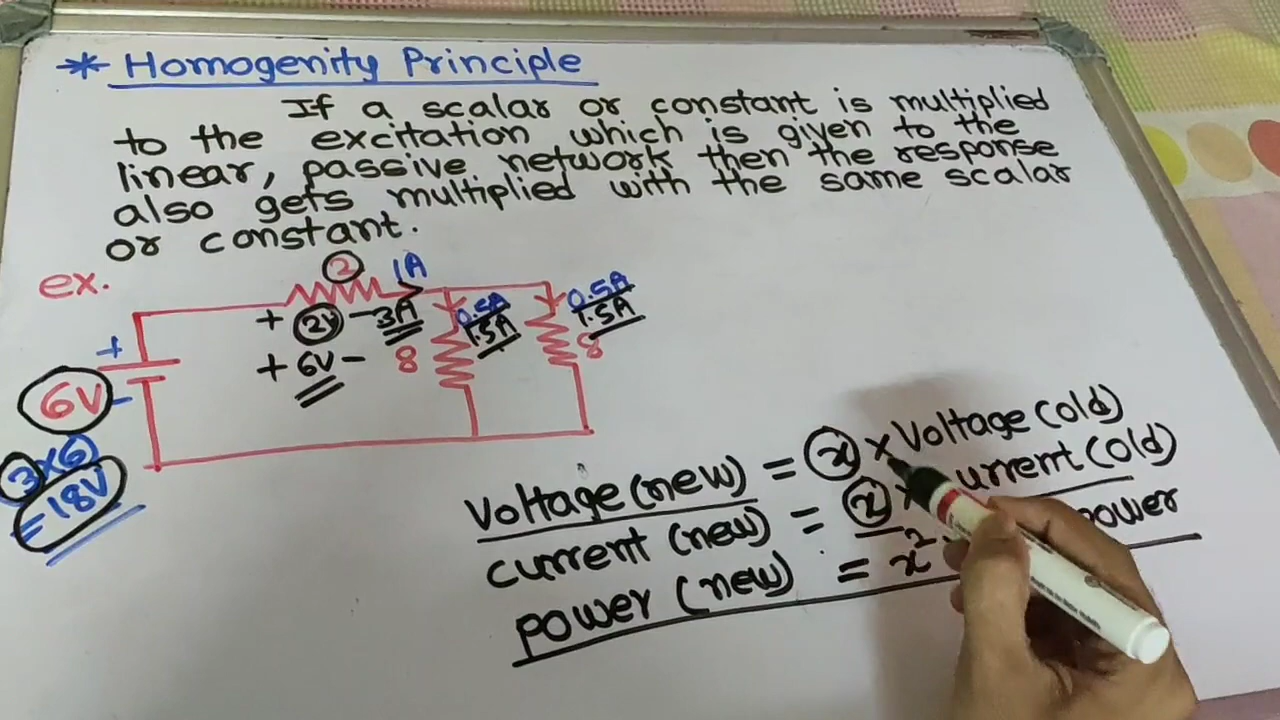 * Homogenity Principle
If a scalar or constant is multiplied
to the excitation which is given to the
linear, passive network then the response
also gets multiplied with the same scalar
or constant.
ex.
2 1A
+ 2V - 3A 0.5A 0.5A
1.5A 1.5A
+ 6V - 8 8
+
6V
-
3x6
= 18V
Voltage (new) = x × Voltage (old)
current (new) = x × current (old)
power (new) = x² power